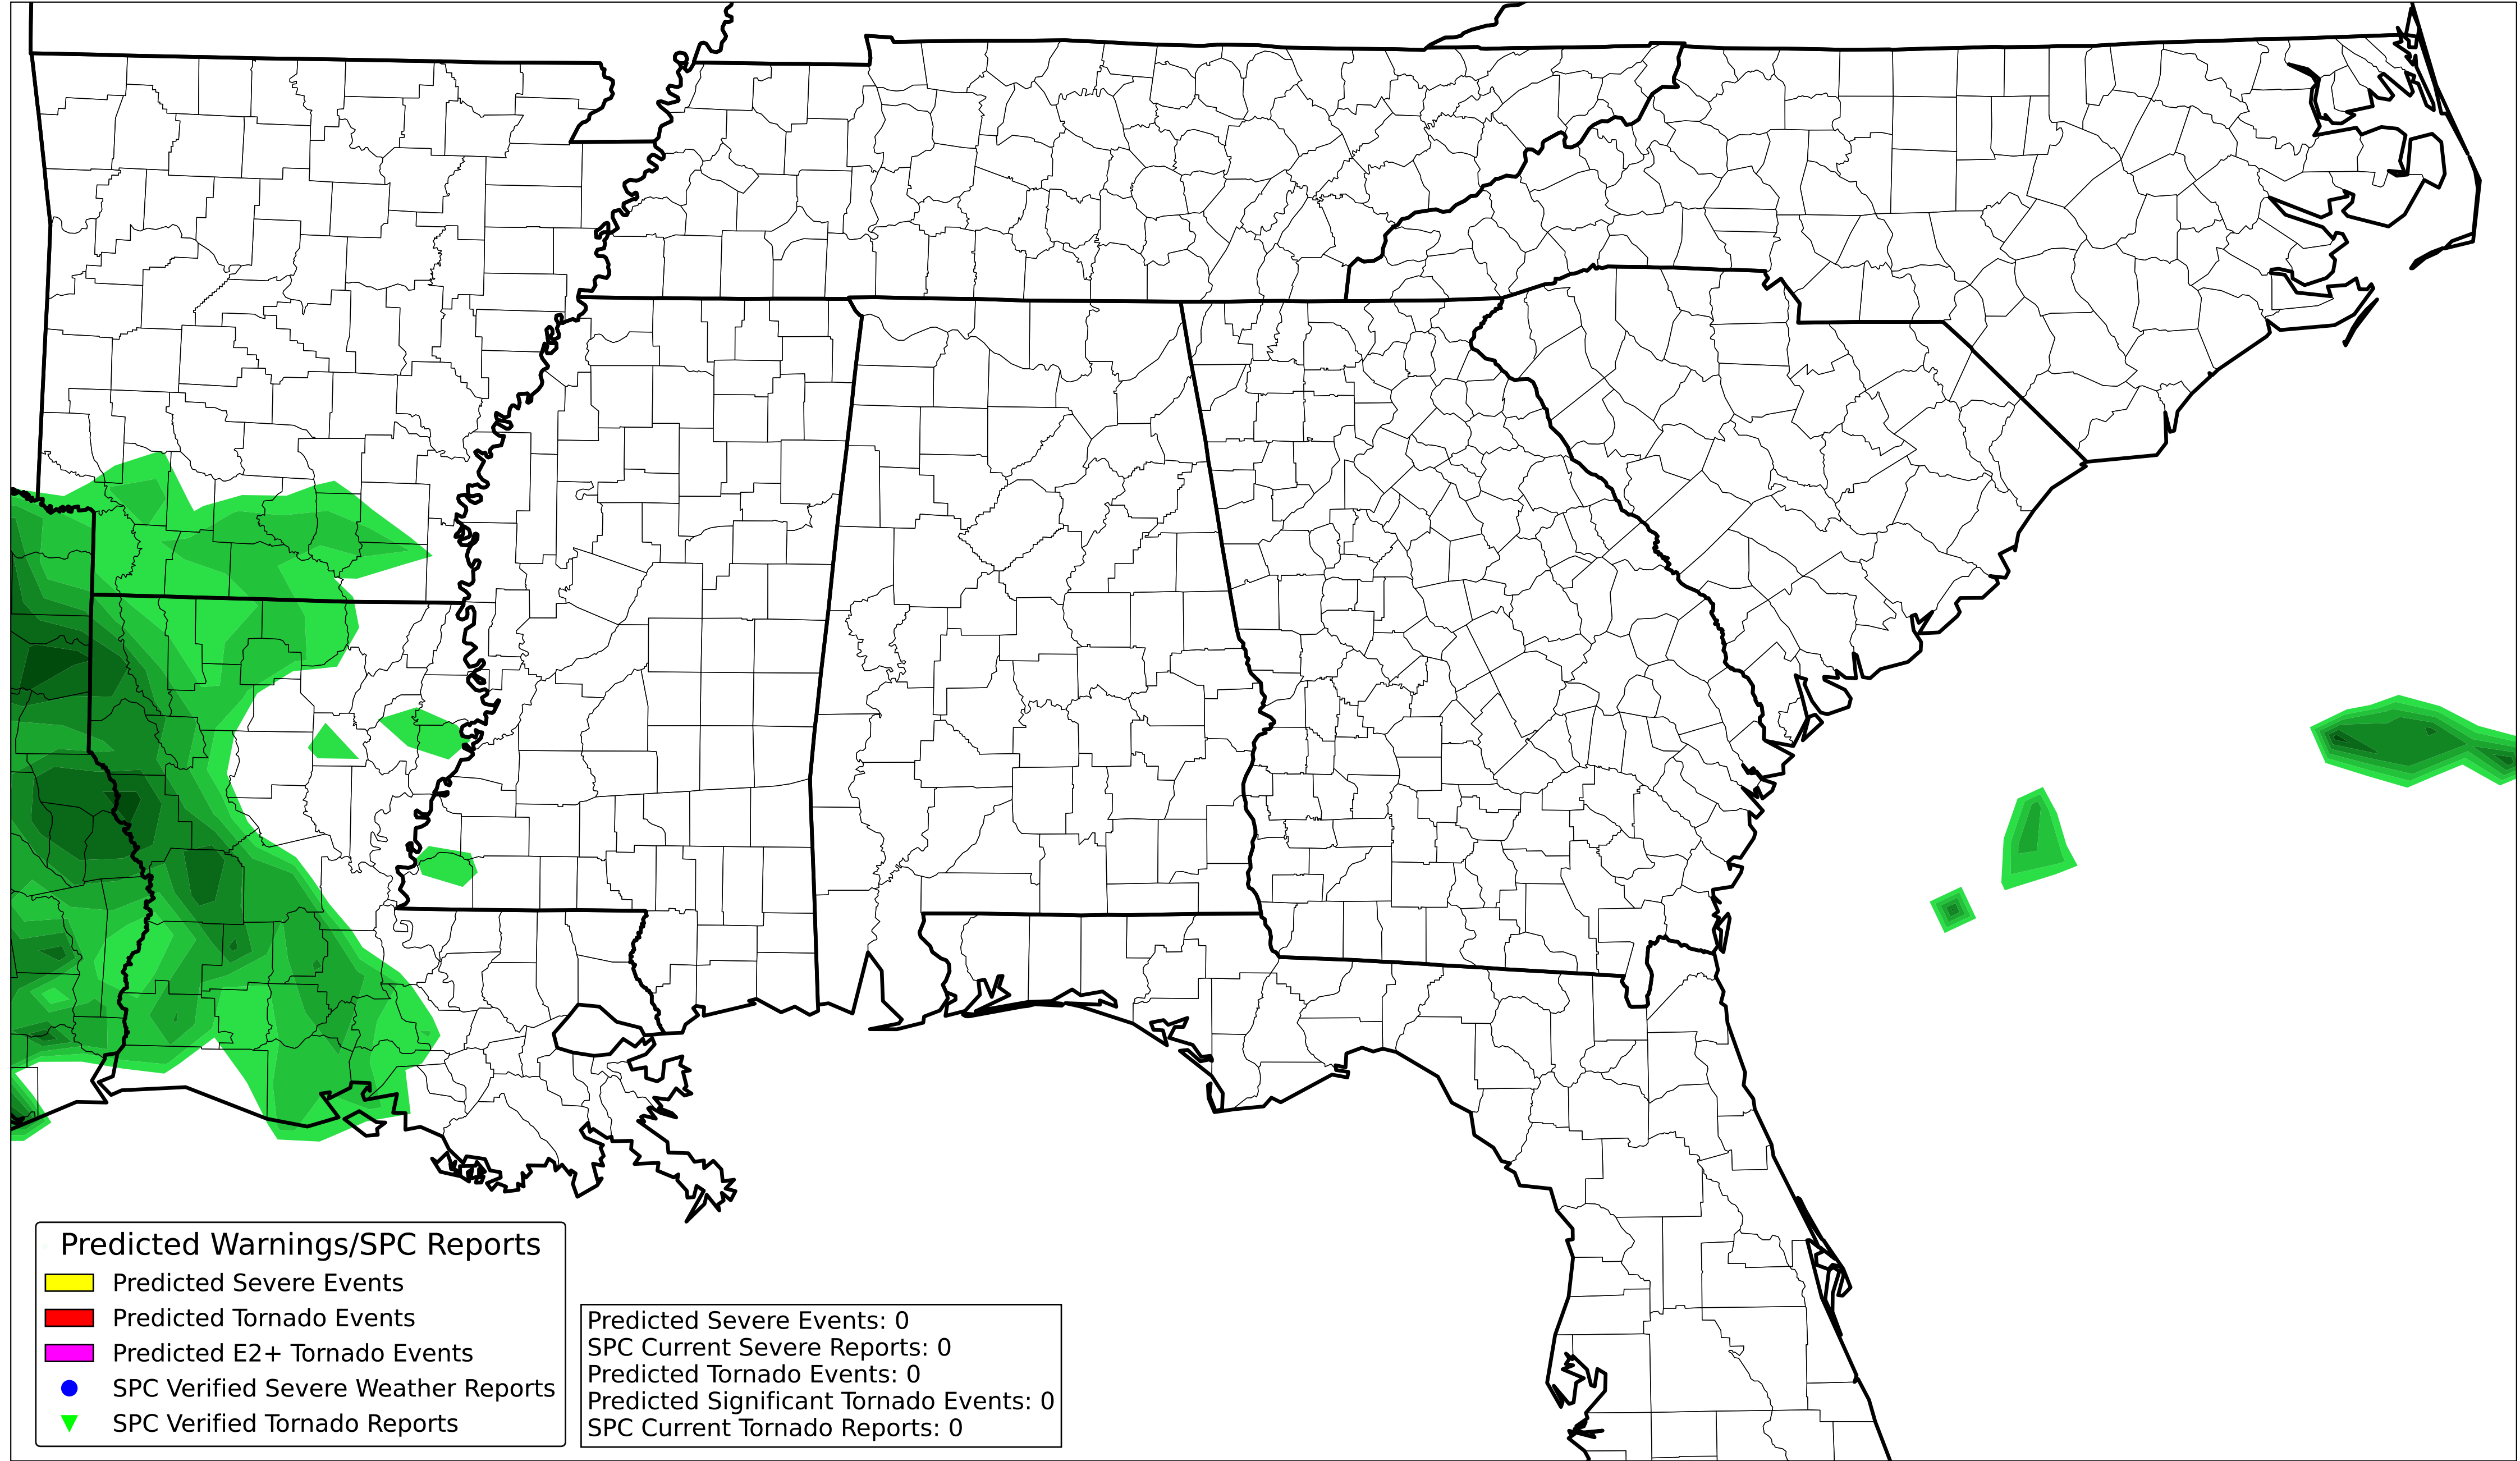 Predicted Warnings/SPC Reports
Predicted Severe Events
Predicted Tornado Events
Predicted E2+ Tornado Events
SPC Verified Severe Weather Reports
SPC Verified Tornado Reports
Predicted Severe Events: 0
SPC Current Severe Reports: 0
Predicted Tornado Events: 0
Predicted Significant Tornado Events: 0
SPC Current Tornado Reports: 0